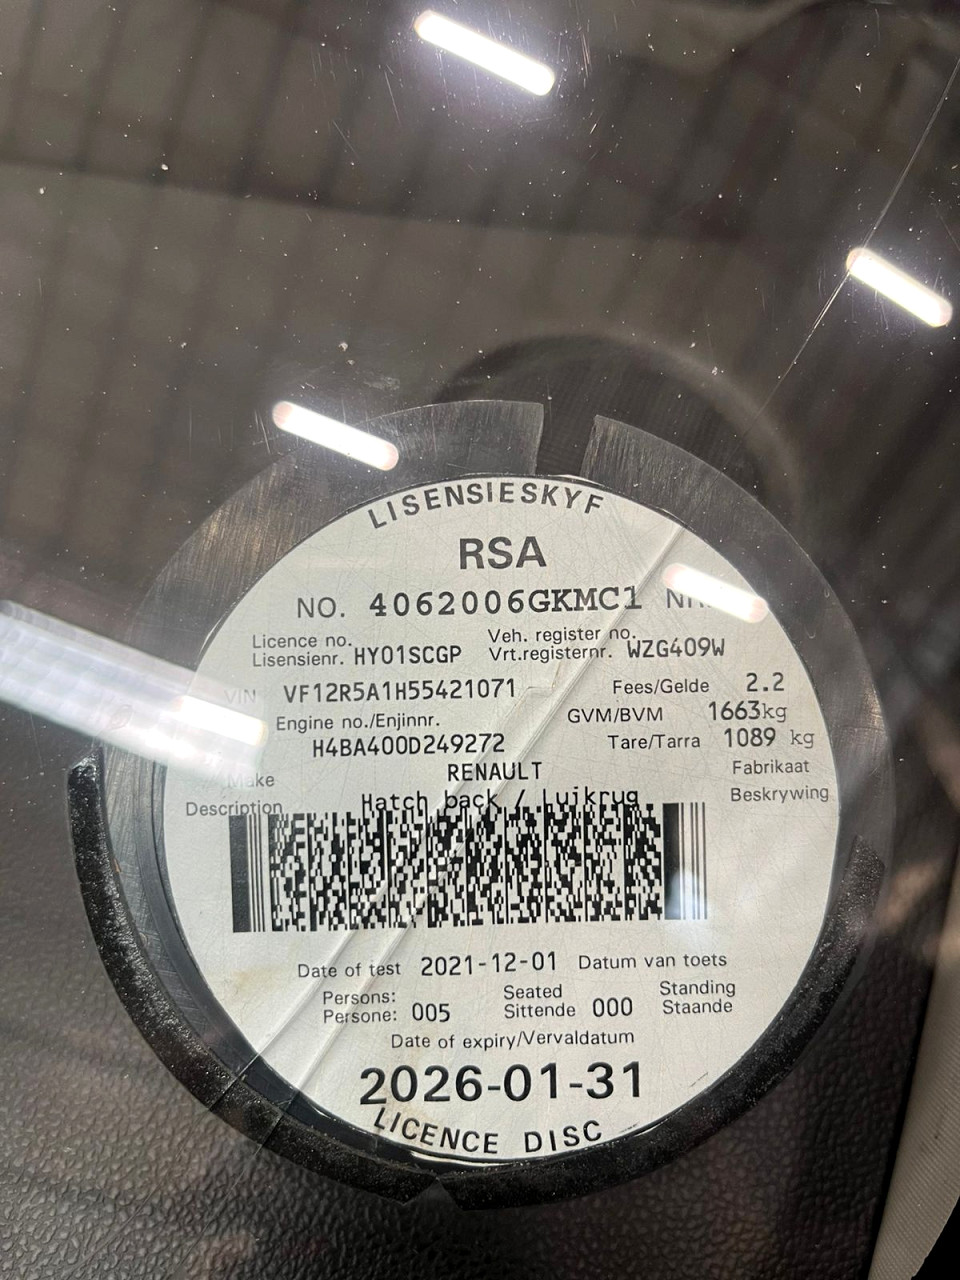 LISENSIESKYF
RSA
NO. 4062006GKMC1
Licence no. Veh. register no.
Lisensienr. HY01SCGP Vrt.registernr. WZG409W
VIN VF12R5A1H55421071 Fees/Gelde 2.2
Engine no./Enjinnr. GVM/BVM 1663kg
H4BA400D249272 Tare/Tarra 1089 kg
Make RENAULT Fabrikaat
Description Hatch back / Luikrug Beskrywing
Date of test 2021-12-01 Datum van toets
Persons: Seated Standing
Persone: 005 Sittende 000 Staande
Date of expiry/Vervaldatum
2026-01-31
LICENCE DISC